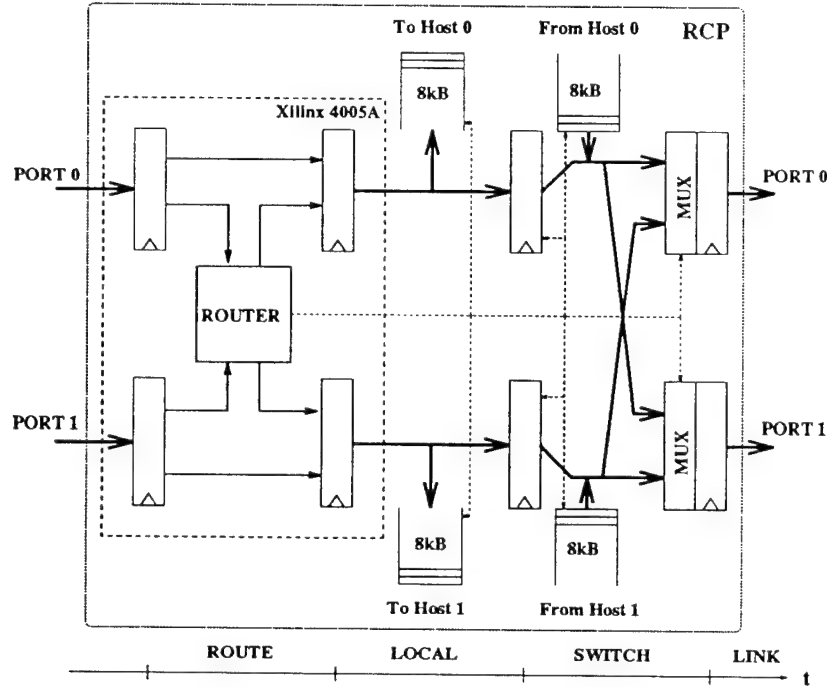 To Host 0
From Host 0
RCP
8kB
8kB
Xilinx 4005A
PORT 0
MUX
PORT 0
ROUTER
PORT 1
MUX
PORT 1
8kB
8kB
To Host 1
From Host 1
ROUTE
LOCAL
SWITCH
LINK
t